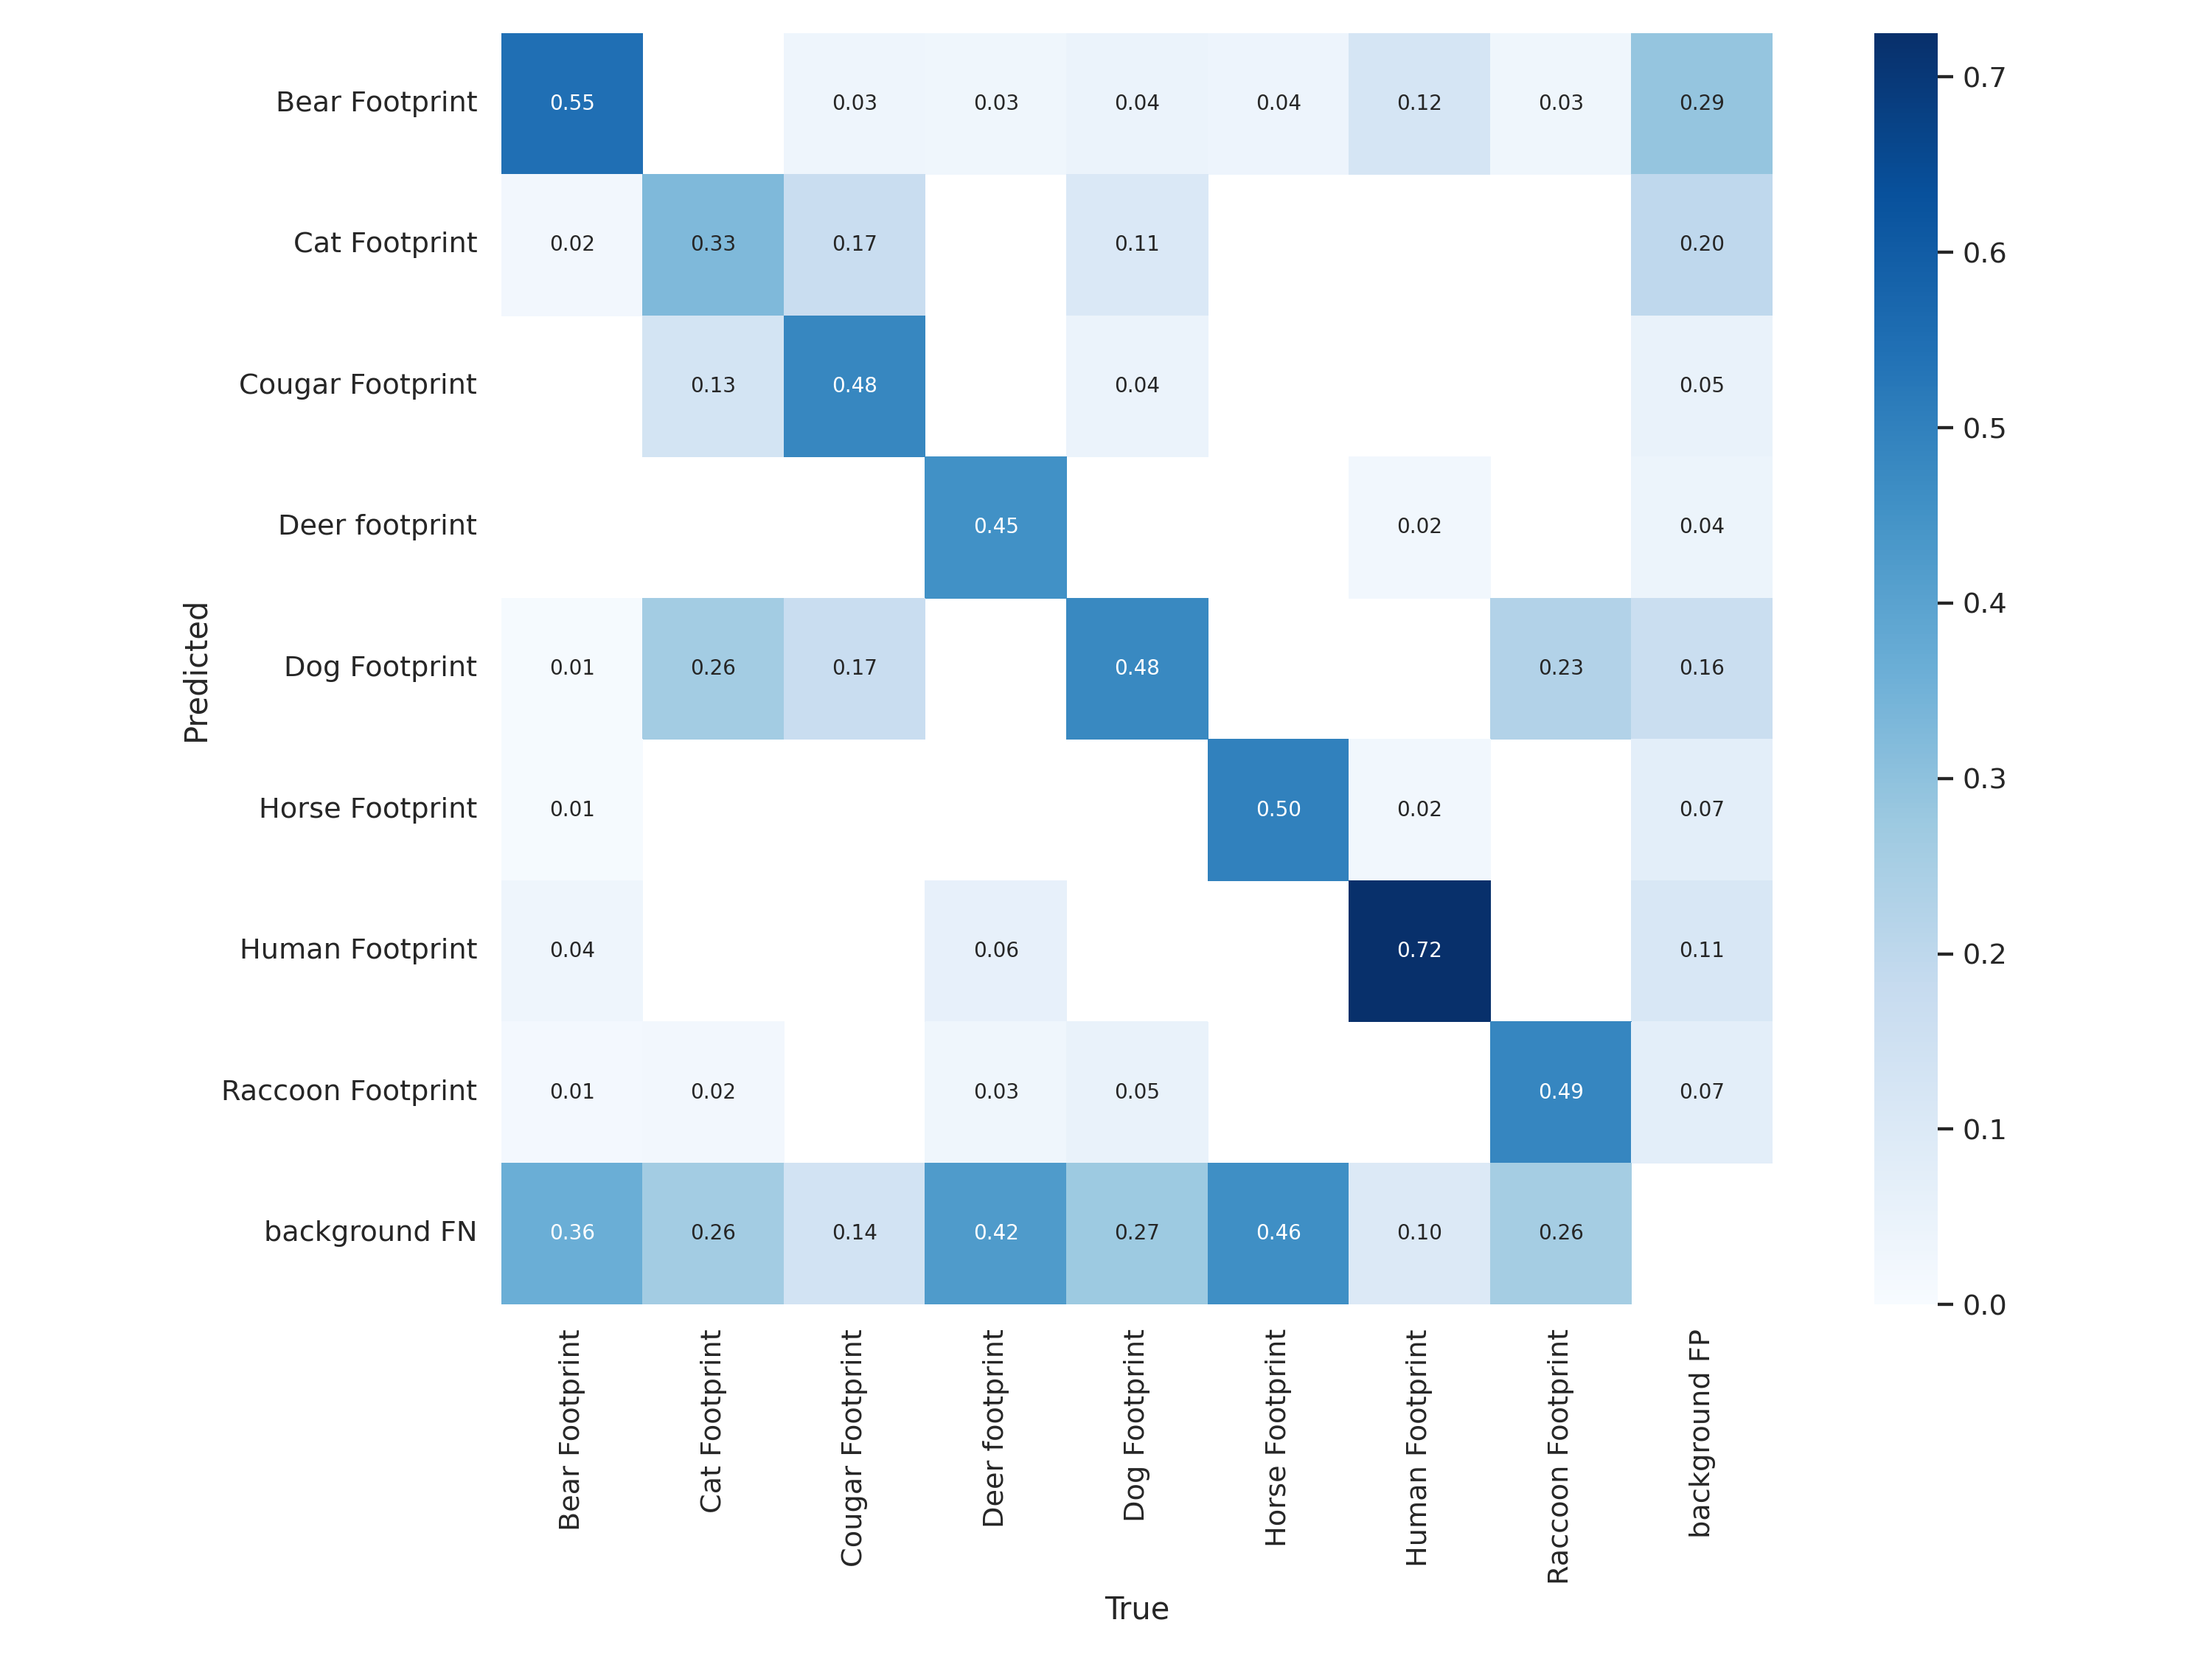 Bear Footprint 0.55 0.03 0.03 0.04 0.04 0.12 0.03 0.29
Cat Footprint 0.02 0.33 0.17 0.11 0.20
Cougar Footprint 0.13 0.48 0.04 0.05
Deer footprint 0.45 0.02 0.04
Dog Footprint 0.01 0.26 0.17 0.48 0.23 0.16
Horse Footprint 0.01 0.50 0.02 0.07
Human Footprint 0.04 0.06 0.72 0.11
Raccoon Footprint 0.01 0.02 0.03 0.05 0.49 0.07
background FN 0.36 0.26 0.14 0.42 0.27 0.46 0.10 0.26
Predicted
Bear Footprint
Cat Footprint
Cougar Footprint
Deer footprint
Dog Footprint
Horse Footprint
Human Footprint
Raccoon Footprint
background FP
True
0.7
0.6
0.5
0.4
0.3
0.2
0.1
0.0